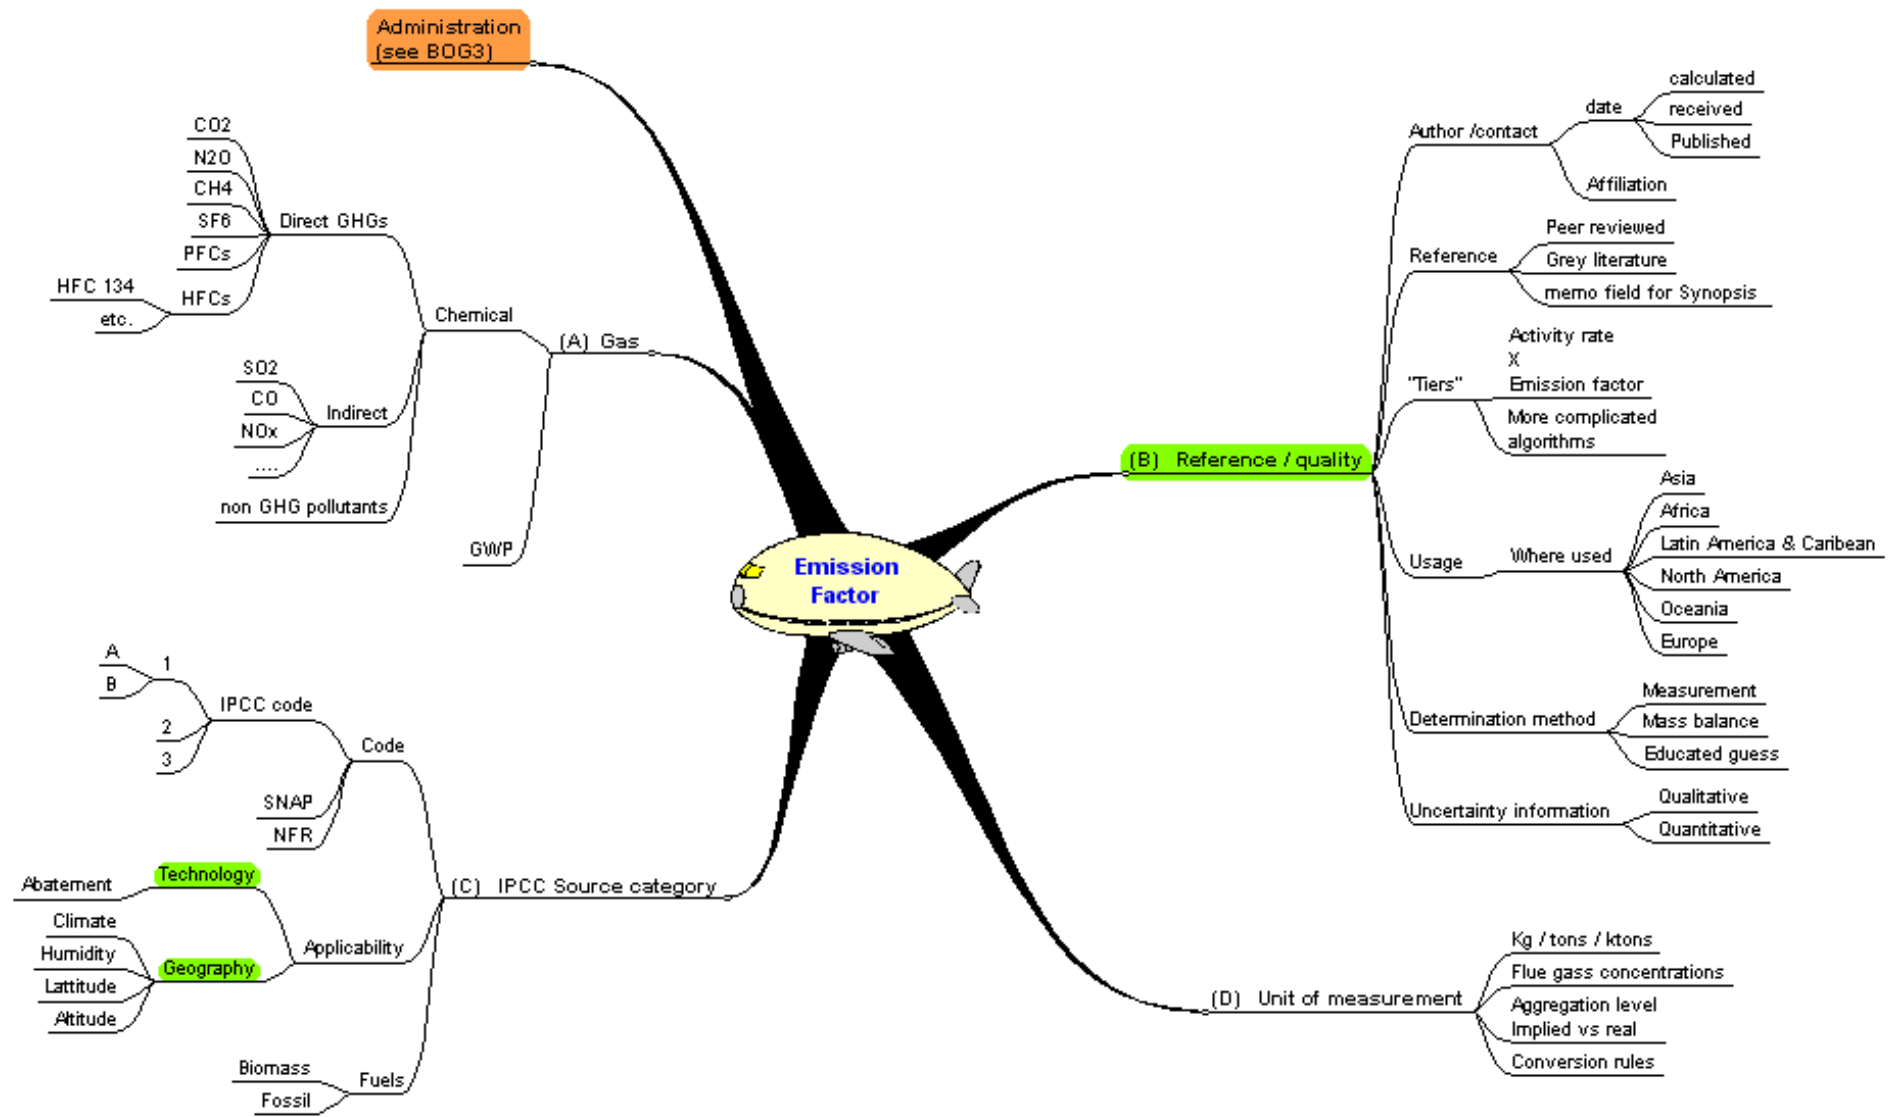 Administration
(see BOG3)
CO2
N2O
CH4
SF6
PFCs
HFCs
HFC 134
etc.
Direct GHGs
Chemical
(A) Gas
SO2
CO
NOx
....
Indirect
non GHG pollutants
GWP
Emission
Factor
(B) Reference / quality
Author /contact
date
calculated
received
Published
Affiliation
Reference
Peer reviewed
Grey literature
memo field for Synopsis
"Tiers"
Activity rate
X
Emission factor
More complicated
algorithms
Usage
Where used
Asia
Africa
Latin America & Caribean
North America
Oceania
Europe
Determination method
Measurement
Mass balance
Educated guess
Uncertainty information
Qualitative
Quantitative
(C) IPCC Source category
Code
IPCC code
1
A
B
2
3
SNAP
NFR
Applicability
Technology
Abatement
Geography
Climate
Humidity
Lattitude
Altitude
Fuels
Biomass
Fossil
(D) Unit of measurement
Kg / tons / ktons
Flue gass concentrations
Aggregation level
Implied vs real
Conversion rules